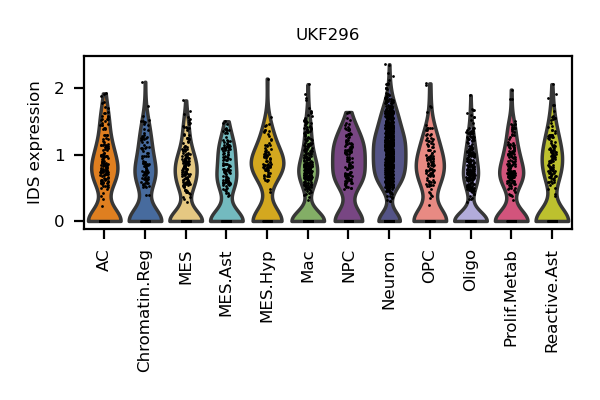 UKF296
IDS expression
2
1
0
AC
Chromatin.Reg
MES
MES.Ast
MES.Hyp
Mac
NPC
Neuron
OPC
Oligo
Prolif.Metab
Reactive.Ast